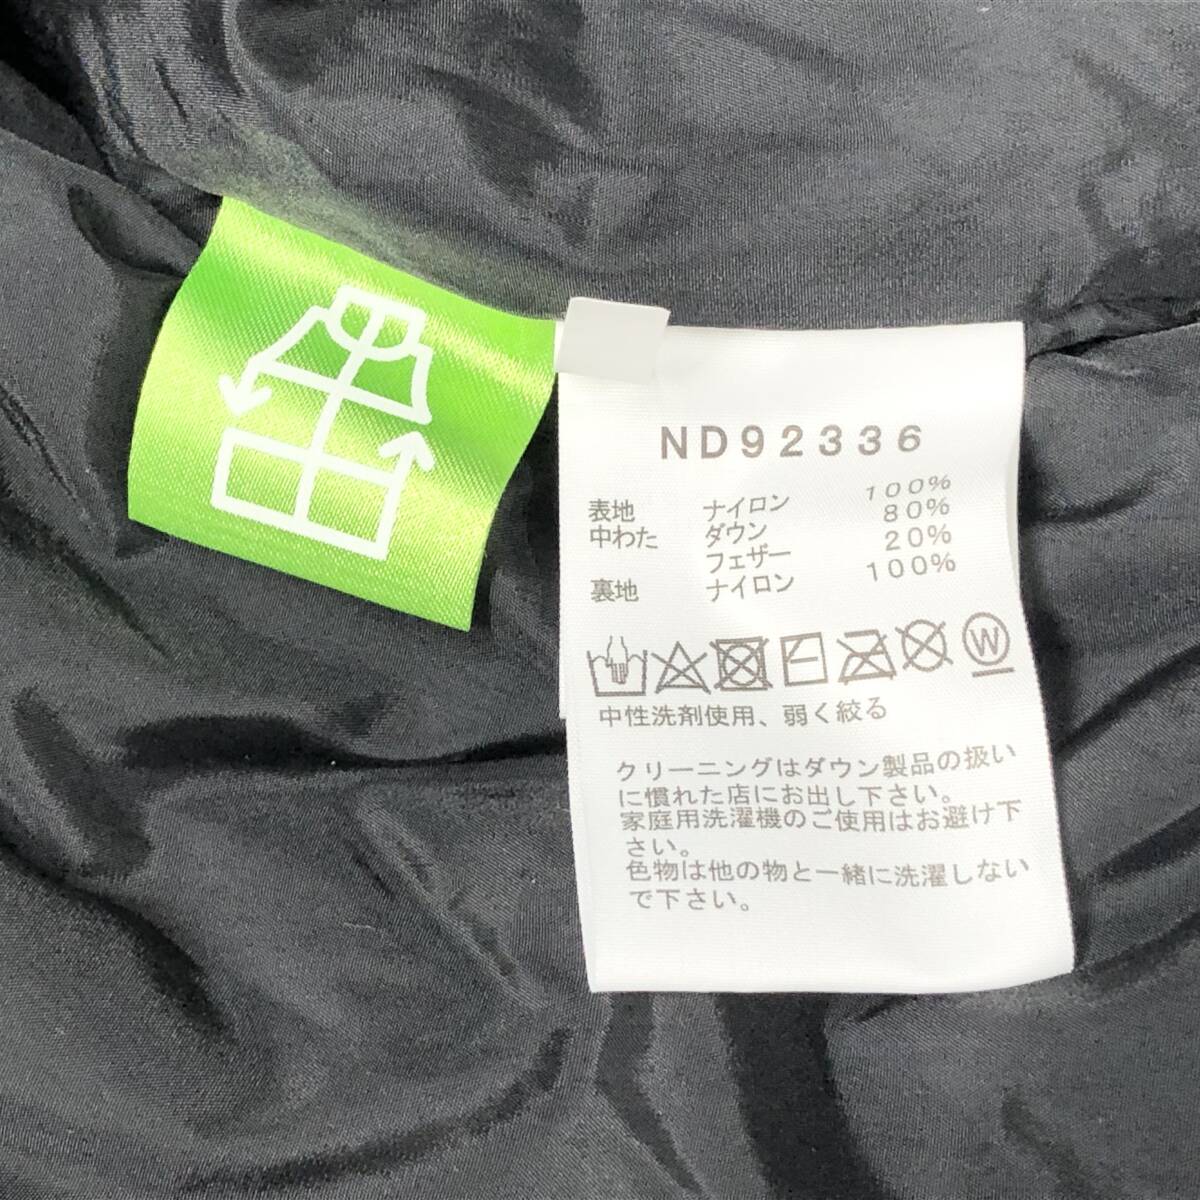 ND92336
表地 ナイロン 100%
中わた ダウン 80%
フェザー 20%
裏地 ナイロン 100%
W
中性洗剤使用、弱く絞る
クリーニングはダウン製品の扱い
に慣れた店にお出し下さい。
家庭用洗濯機のご使用はお避け下
さい。
色物は他の物と一緒に洗濯しない
で下さい。